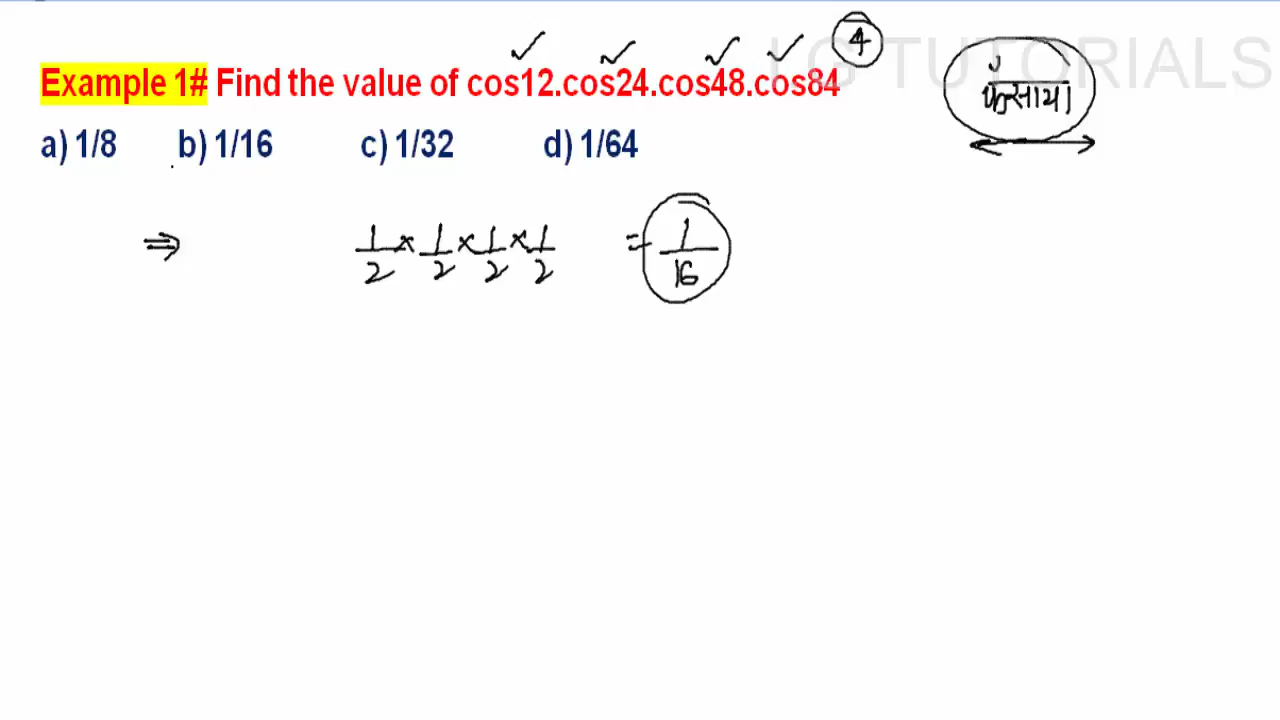 4
LG TUTORIALS
Example 1# Find the value of cos12.cos24.cos48.cos84
फंसाया
a) 1/8 b) 1/16 c) 1/32 d) 1/64
⇒ 1/2 × 1/2 × 1/2 × 1/2 = 1/16